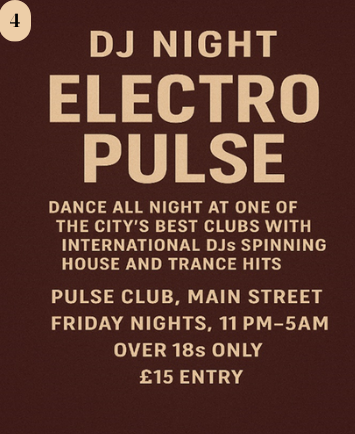 4
DJ NIGHT
ELECTRO
PULSE
DANCE ALL NIGHT AT ONE OF
THE CITY'S BEST CLUBS WITH
INTERNATIONAL DJs SPINNING
HOUSE AND TRANCE HITS
PULSE CLUB, MAIN STREET
FRIDAY NIGHTS, 11 PM–5AM
OVER 18s ONLY
£15 ENTRY